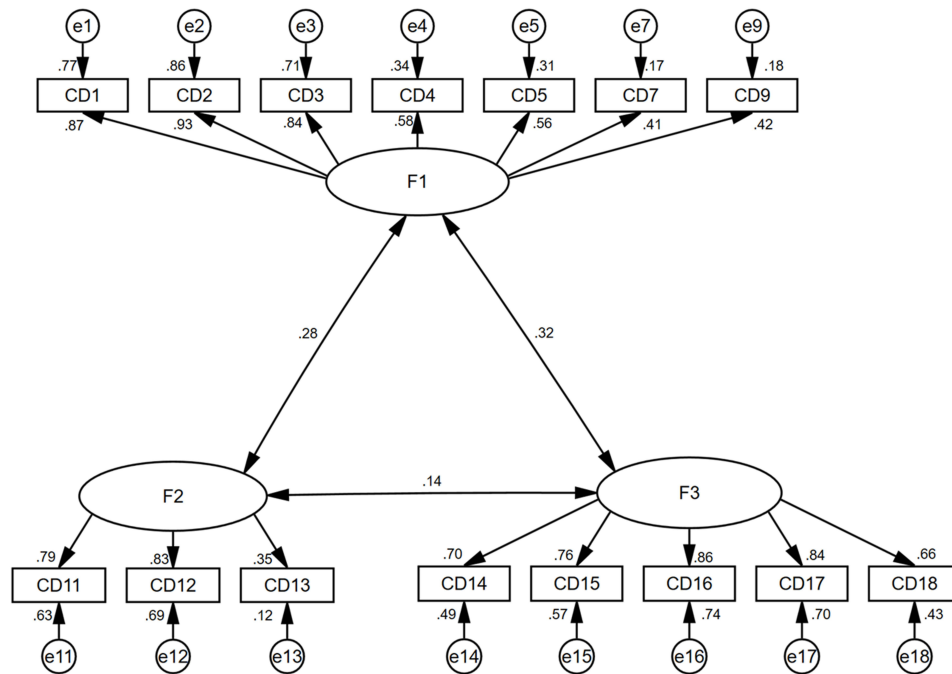 e1 e2 e3 e4 e5 e7 e9
.77 .86 .71 .34 .31 .17 .18
CD1 CD2 CD3 CD4 CD5 CD7 CD9
.87 .93 .84 .58 .56 .41 .42
F1
.28 .32
F2 .14 F3
.79 .83 .35 .70 .76 .86 .84 .66
CD11 CD12 CD13 CD14 CD15 CD16 CD17 CD18
.63 .69 .12 .49 .57 .74 .70 .43
e11 e12 e13 e14 e15 e16 e17 e18